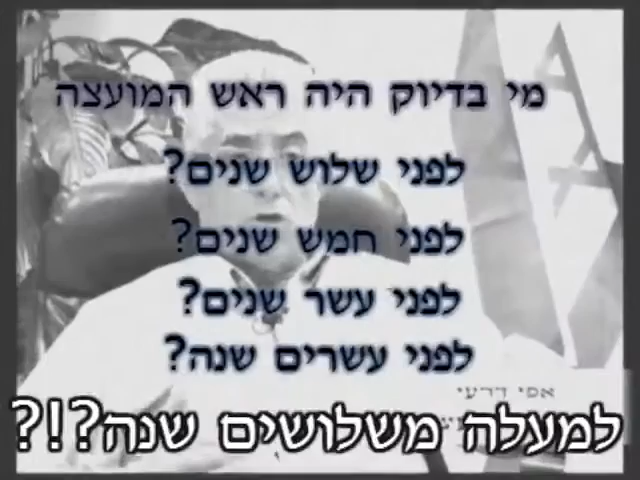 מי בדיוק היה ראש המועצה
לפני שלוש שנים?
לפני חמש שנים?
לפני עשר שנים?
לפני עשרים שנה?
אפי דרעי
למעלה משלושים שנה?!?